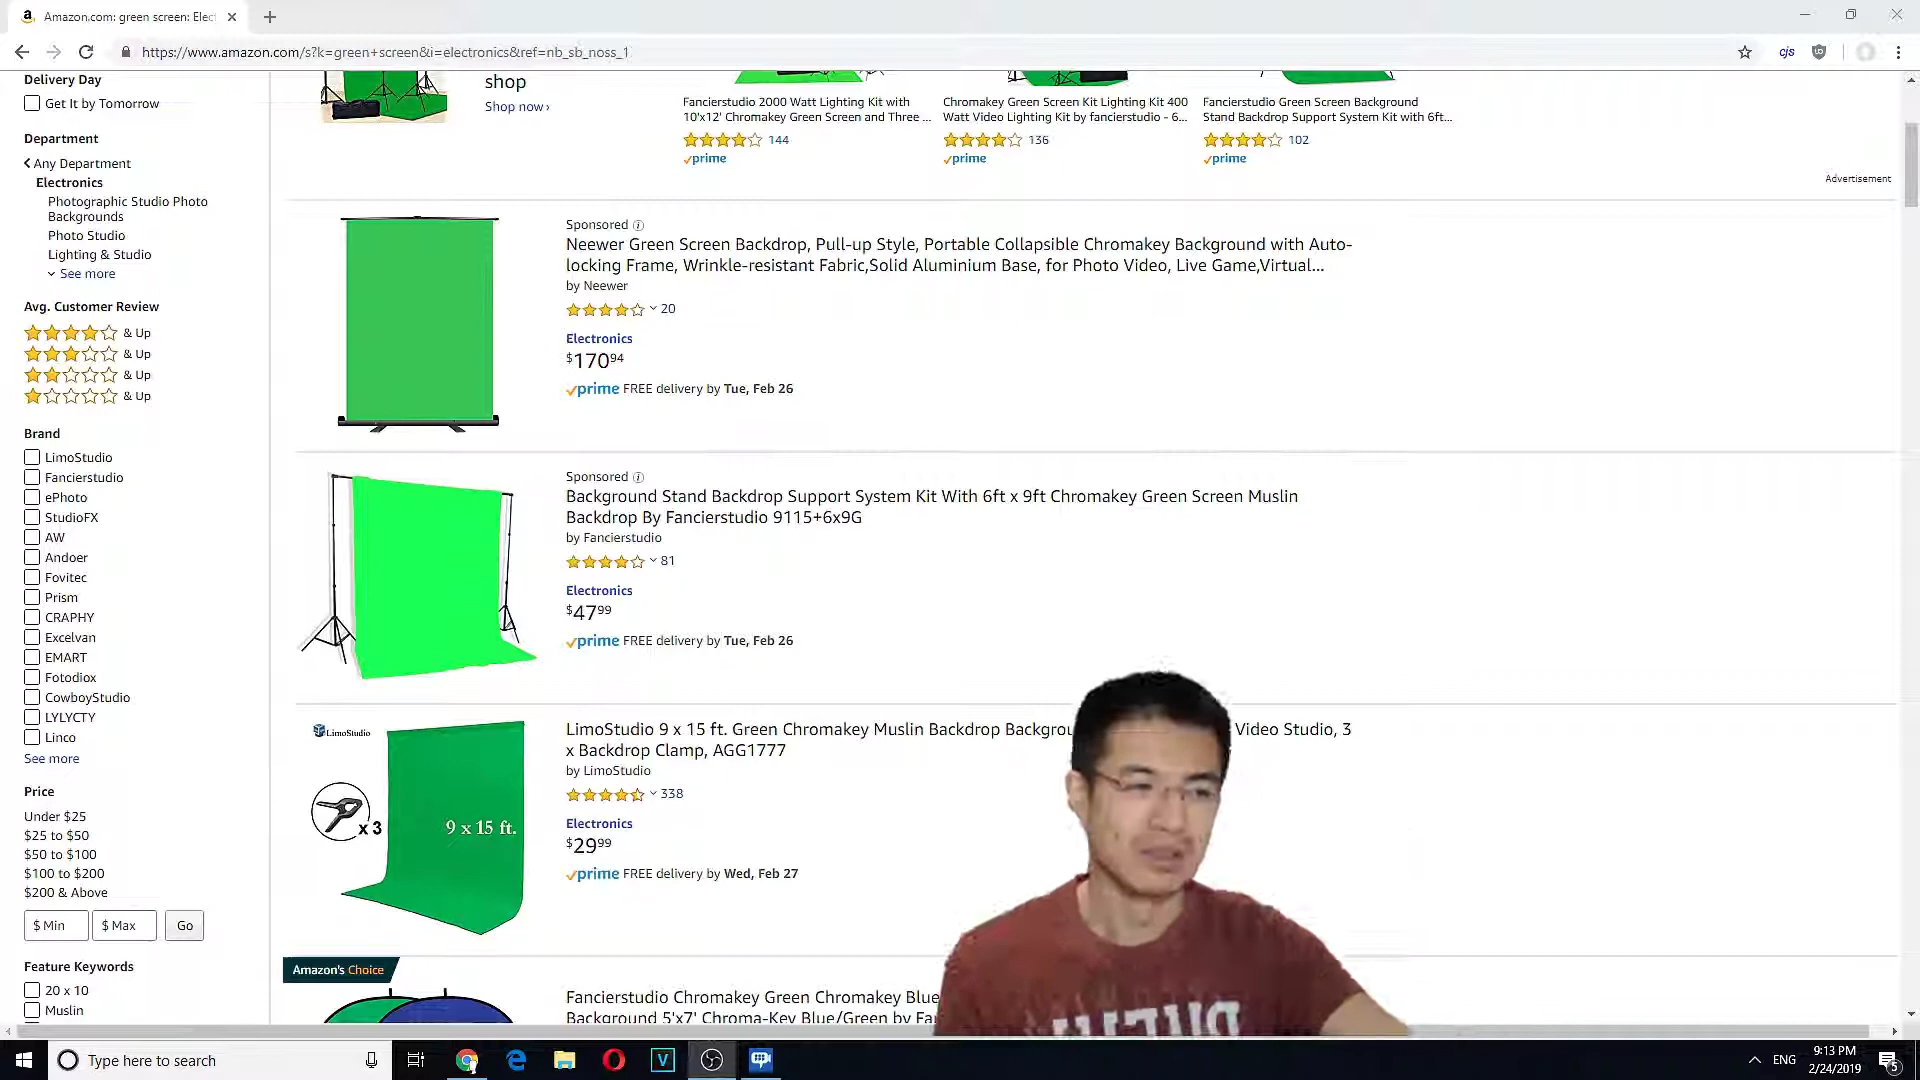 Amazon.com: green screen: Elect
https://www.amazon.com/s?k=green+screen&i=electronics&ref=nb_sb_noss_1
cjs
Delivery Day
Get It by Tomorrow
Department
Any Department
Electronics
Photographic Studio Photo
Backgrounds
Photo Studio
Lighting & Studio
See more
Avg. Customer Review
& Up
& Up
& Up
& Up
Brand
LimoStudio
Fancierstudio
ePhoto
StudioFX
AW
Andoer
Fovitec
Prism
CRAPHY
Excelvan
EMART
Fotodiox
CowboyStudio
LYLYCTY
Linco
See more
Price
Under $25
$25 to $50
$50 to $100
$100 to $200
$200 & Above
$ Min $ Max Go
Feature Keywords
20 x 10
Muslin
shop
Shop now ›
Fancierstudio 2000 Watt Lighting Kit with
10'x12' Chromakey Green Screen and Three ...
144
prime
Chromakey Green Screen Kit Lighting Kit 400
Watt Video Lighting Kit by fancierstudio - 6...
136
prime
Fancierstudio Green Screen Background
Stand Backdrop Support System Kit with 6ft...
102
prime
Advertisement
Sponsored
Neewer Green Screen Backdrop, Pull-up Style, Portable Collapsible Chromakey Background with Auto-
locking Frame, Wrinkle-resistant Fabric,Solid Aluminium Base, for Photo Video, Live Game,Virtual...
by Neewer
20
Electronics
$170 94
prime FREE delivery by Tue, Feb 26
Sponsored
Background Stand Backdrop Support System Kit With 6ft x 9ft Chromakey Green Screen Muslin
Backdrop By Fancierstudio 9115+6x9G
by Fancierstudio
81
Electronics
$47 99
prime FREE delivery by Tue, Feb 26
LimoStudio
x 3
9 x 15 ft.
LimoStudio 9 x 15 ft. Green Chromakey Muslin Backdrop Backgrou Video Studio, 3
x Backdrop Clamp, AGG1777
by LimoStudio
338
Electronics
$29 99
prime FREE delivery by Wed, Feb 27
Amazon's Choice
Fancierstudio Chromakey Green Chromakey Blue
Background 5'x7' Chroma-Key Blue/Green by Fa
Type here to search
V
ENG
9:13 PM
2/24/2019
5